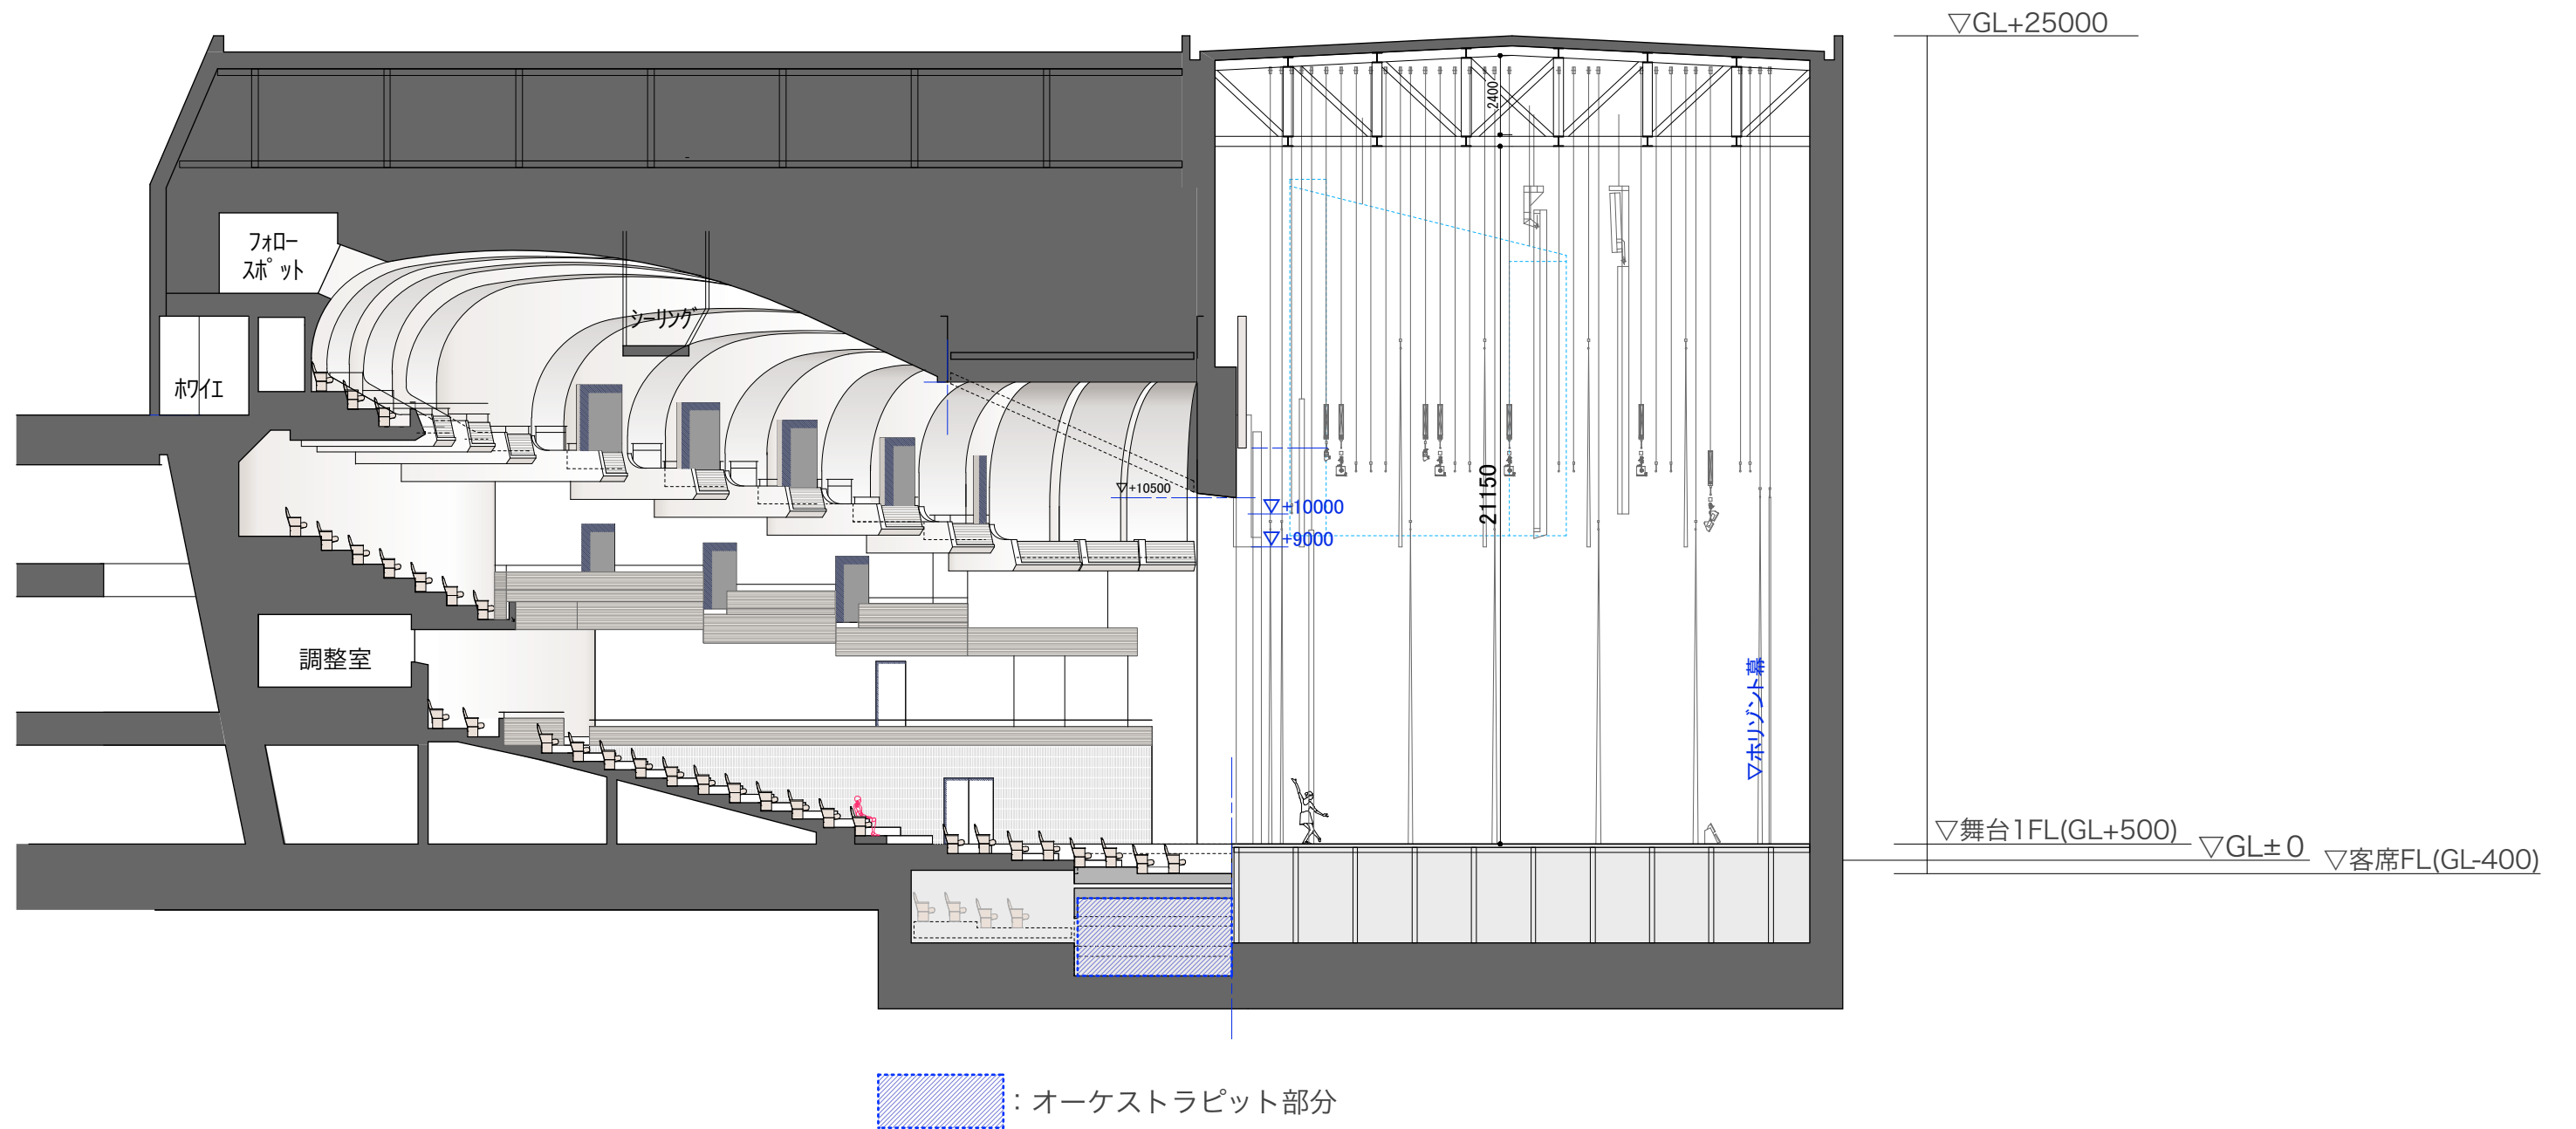 ▽GL+25000
2400
フォロー
スポット
シーリング
ホワイエ
▽+10500
▽+10000
▽+9000
21150
調整室
▽ホリゾント幕
▽舞台1FL(GL+500)
▽GL±0
▽客席FL(GL-400)
：オーケストラピット部分